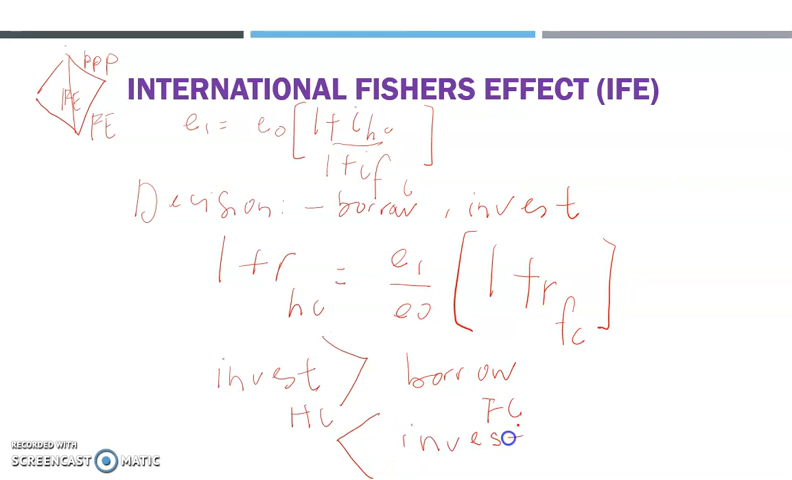 PPP
IFE
FE
INTERNATIONAL FISHERS EFFECT (IFE)
e1 = e0 [ 1 + ihc
1 + ifc ]
Decision: - borrow, invest
1 + rhc = e1 [ 1 + rfc ]
e0
invest > borrow
HC FC
< invest
RECORDED WITH
SCREENCAST MATIC